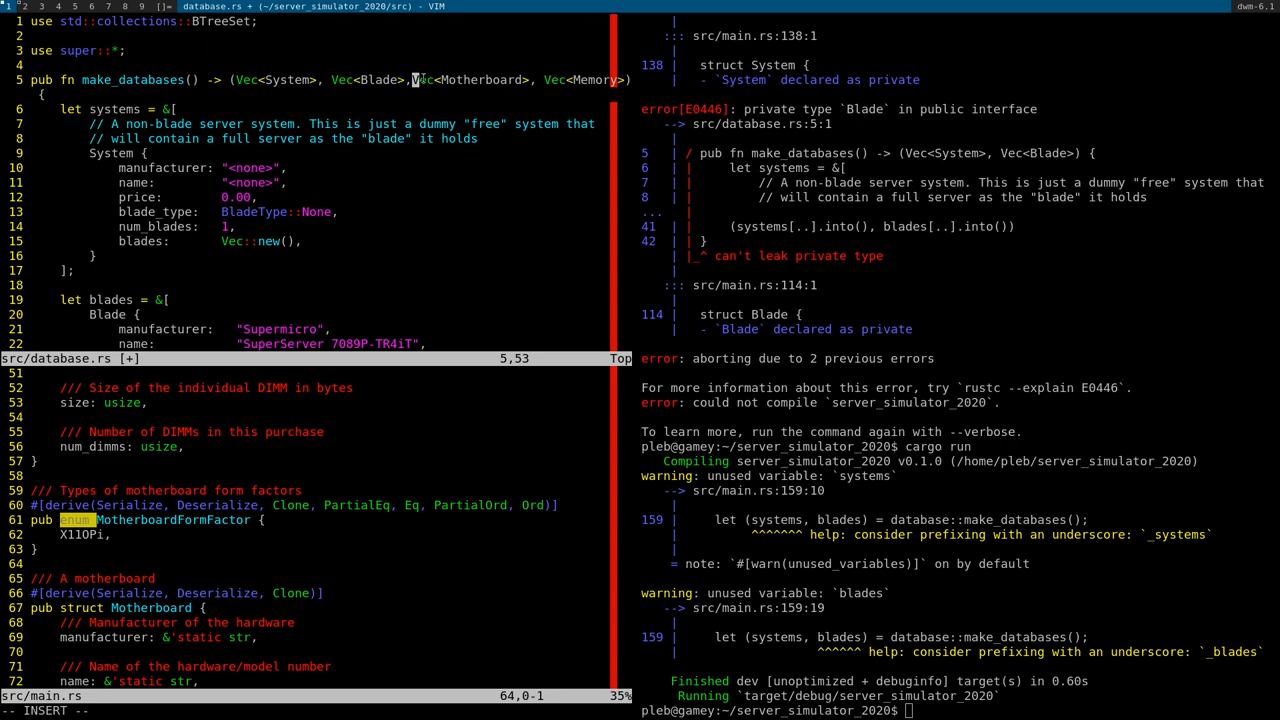 1 2 3 4 5 6 7 8 9 []= database.rs + (~/server_simulator_2020/src) - VIM dwm-6.1
1 use std::collections::BTreeSet;
2
3 use super::*;
4
5 pub fn make_databases() -> (Vec<System>, Vec<Blade>,Vec<Motherboard>, Vec<Memory>)
{
6 let systems = &[
7 // A non-blade server system. This is just a dummy "free" system that
8 // will contain a full server as the "blade" it holds
9 System {
10 manufacturer: "<none>",
11 name: "<none>",
12 price: 0.00,
13 blade_type: BladeType::None,
14 num_blades: 1,
15 blades: Vec::new(),
16 }
17 ];
18
19 let blades = &[
20 Blade {
21 manufacturer: "Supermicro",
22 name: "SuperServer 7089P-TR4iT",
src/database.rs [+] 5,53 Top
51
52 /// Size of the individual DIMM in bytes
53 size: usize,
54
55 /// Number of DIMMs in this purchase
56 num_dimms: usize,
57 }
58
59 /// Types of motherboard form factors
60 #[derive(Serialize, Deserialize, Clone, PartialEq, Eq, PartialOrd, Ord)]
61 pub enum MotherboardFormFactor {
62 X11OPi,
63 }
64
65 /// A motherboard
66 #[derive(Serialize, Deserialize, Clone)]
67 pub struct Motherboard {
68 /// Manufacturer of the hardware
69 manufacturer: &'static str,
70
71 /// Name of the hardware/model number
72 name: &'static str,
src/main.rs 64,0-1 35%
-- INSERT --
|
::: src/main.rs:138:1
|
138 | struct System {
| - `System` declared as private
error[E0446]: private type `Blade` in public interface
--> src/database.rs:5:1
|
5 | / pub fn make_databases() -> (Vec<System>, Vec<Blade>) {
6 | | let systems = &[
7 | | // A non-blade server system. This is just a dummy "free" system that
8 | | // will contain a full server as the "blade" it holds
... |
41 | | (systems[..].into(), blades[..].into())
42 | | }
| |_^ can't leak private type
|
::: src/main.rs:114:1
|
114 | struct Blade {
| - `Blade` declared as private
error: aborting due to 2 previous errors
For more information about this error, try `rustc --explain E0446`.
error: could not compile `server_simulator_2020`.
To learn more, run the command again with --verbose.
pleb@gamey:~/server_simulator_2020$ cargo run
Compiling server_simulator_2020 v0.1.0 (/home/pleb/server_simulator_2020)
warning: unused variable: `systems`
--> src/main.rs:159:10
|
159 | let (systems, blades) = database::make_databases();
| ^^^^^^^ help: consider prefixing with an underscore: `_systems`
|
= note: `#[warn(unused_variables)]` on by default
warning: unused variable: `blades`
--> src/main.rs:159:19
|
159 | let (systems, blades) = database::make_databases();
| ^^^^^^ help: consider prefixing with an underscore: `_blades`
Finished dev [unoptimized + debuginfo] target(s) in 0.60s
Running `target/debug/server_simulator_2020`
pleb@gamey:~/server_simulator_2020$